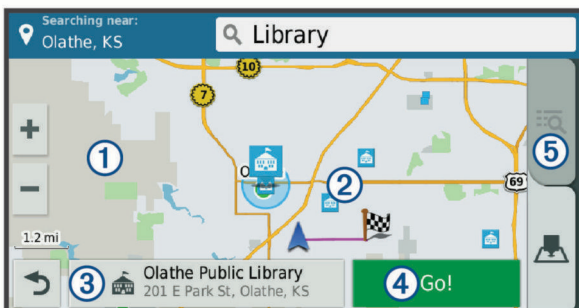 Searching near:
Olathe, KS
Library
10
7
1
5
O
2
69
1.2 mi
3
Olathe Public Library
201 E Park St, Olathe, KS
4
Go!